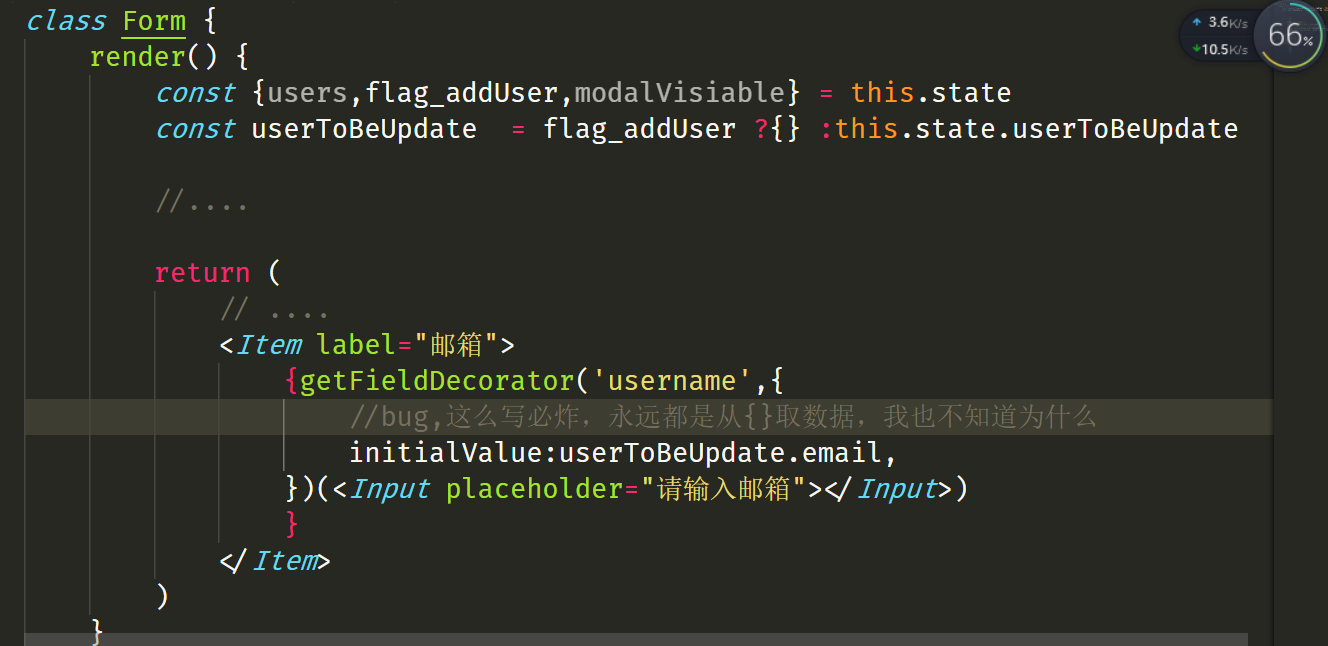 class Form {
3.6K/s
10.5K/s
66%
render() {
const {users,flag_addUser,modalVisiable} = this.state
const userToBeUpdate  = flag_addUser ?{} :this.state.userToBeUpdate
//....
return (
// ....
<Item label="邮箱">
{getFieldDecorator('username',{
//bug,这么写必炸，永远都是从{}取数据，我也不知道为什么
initialValue:userToBeUpdate.email,
})(<Input placeholder="请输入邮箱"></Input>)
}
</Item>
)
}